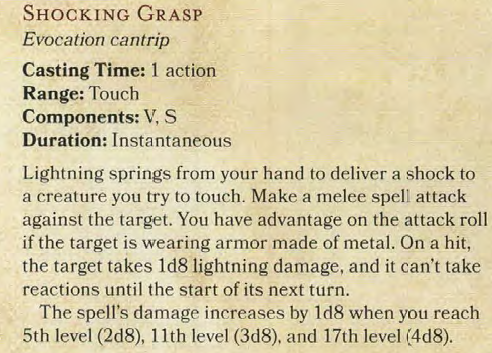 SHOCKING GRASP
Evocation cantrip
Casting Time: 1 action
Range: Touch
Components: V, S
Duration: Instantaneous
Lightning springs from your hand to deliver a shock to
a creature you try to touch. Make a melee spell attack
against the target. You have advantage on the attack roll
if the target is wearing armor made of metal. On a hit,
the target takes 1d8 lightning damage, and it can't take
reactions until the start of its next turn.
The spell's damage increases by 1d8 when you reach
5th level (2d8), 11th level (3d8), and 17th level (4d8).